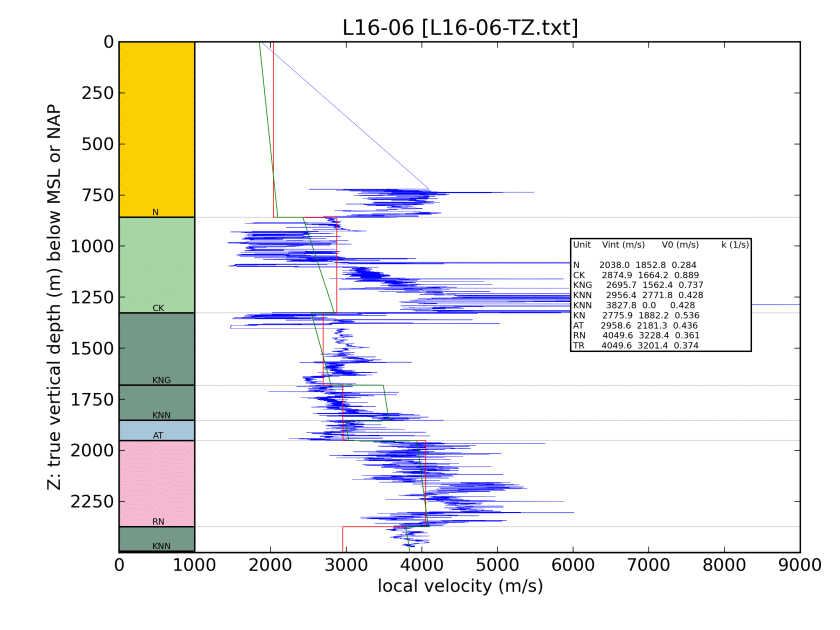 L16-06 [L16-06-TZ.txt]
Z: true vertical depth (m) below MSL or NAP
0
250
500
750
1000
1250
1500
1750
2000
2250
N
CK
KNG
KNN
AT
RN
KNN
Unit Vint (m/s) V0 (m/s) k (1/s)
N 2038.0 1852.8 0.284
CK 2874.9 1664.2 0.889
KNG 2695.7 1562.4 0.737
KNN 2956.4 2771.8 0.428
KNN 3827.8 0.0 0.428
KN 2775.9 1882.2 0.536
AT 2958.6 2181.3 0.436
RN 4049.6 3228.4 0.361
TR 4049.6 3201.4 0.374
0 1000 2000 3000 4000 5000 6000 7000 8000 9000
local velocity (m/s)